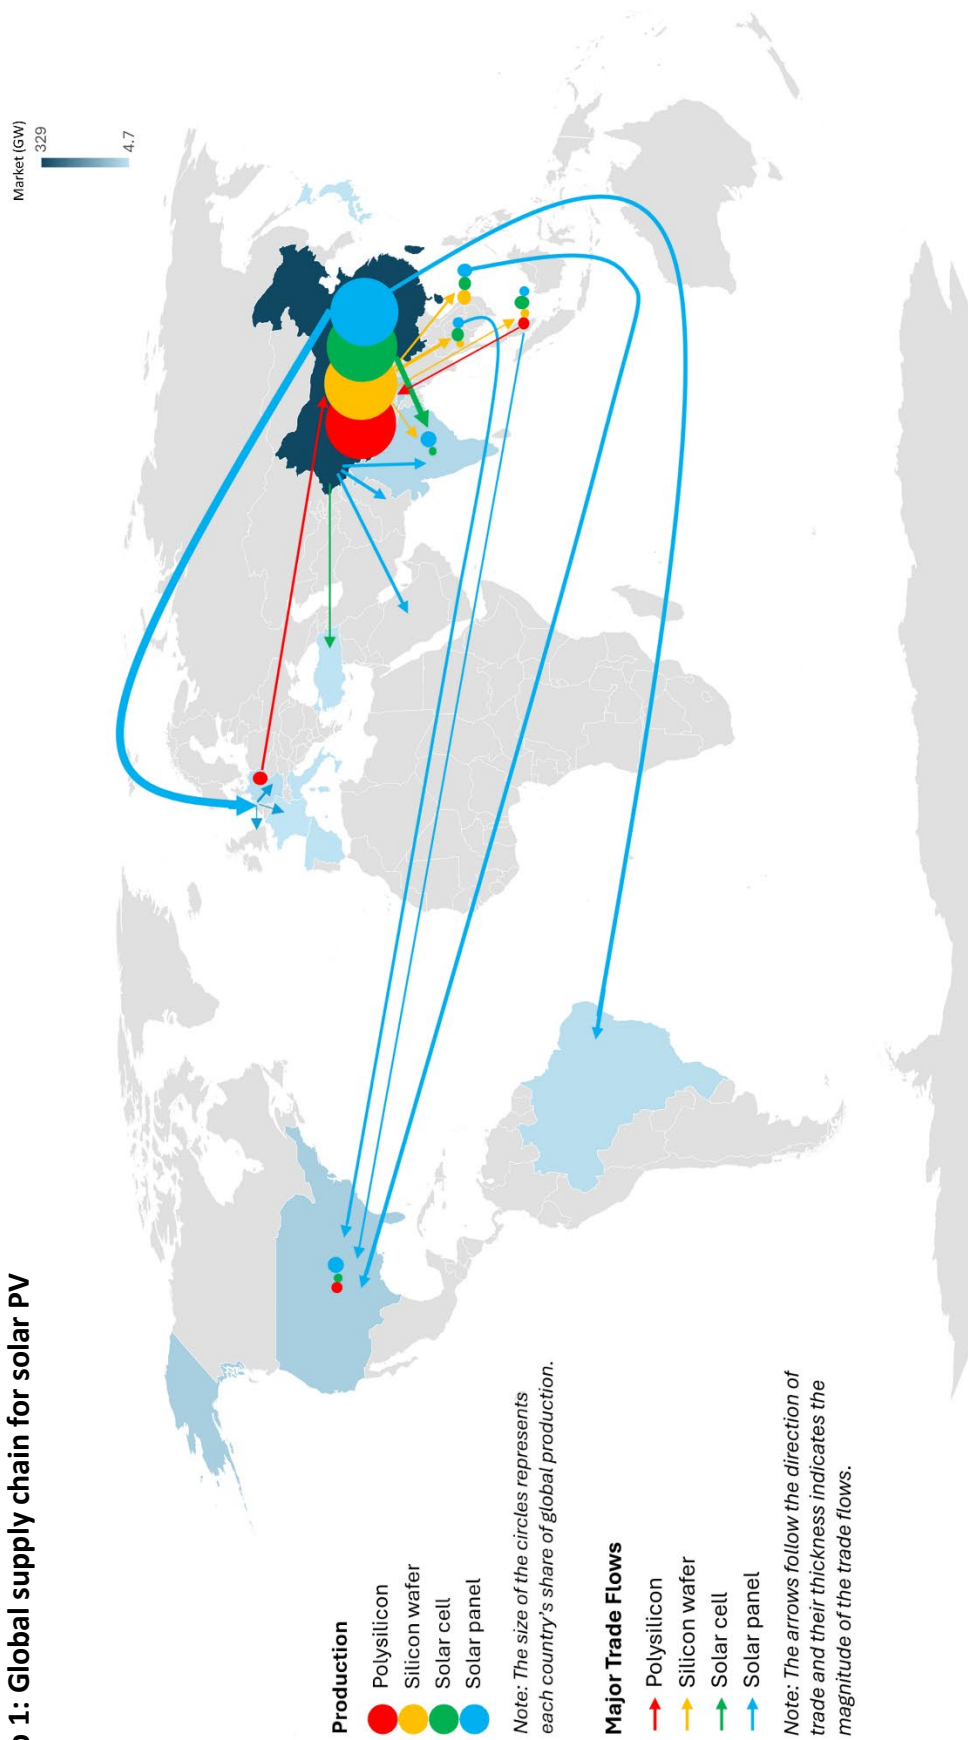 1: Global supply chain for solar PV
Market (GW)
329
4.7
Production
Polysilicon
Silicon wafer
Solar cell
Solar panel
Note: The size of the circles represents
each country's share of global production.
Major Trade Flows
Polysilicon
Silicon wafer
Solar cell
Solar panel
Note: The arrows follow the direction of
trade and their thickness indicates the
magnitude of the trade flows.